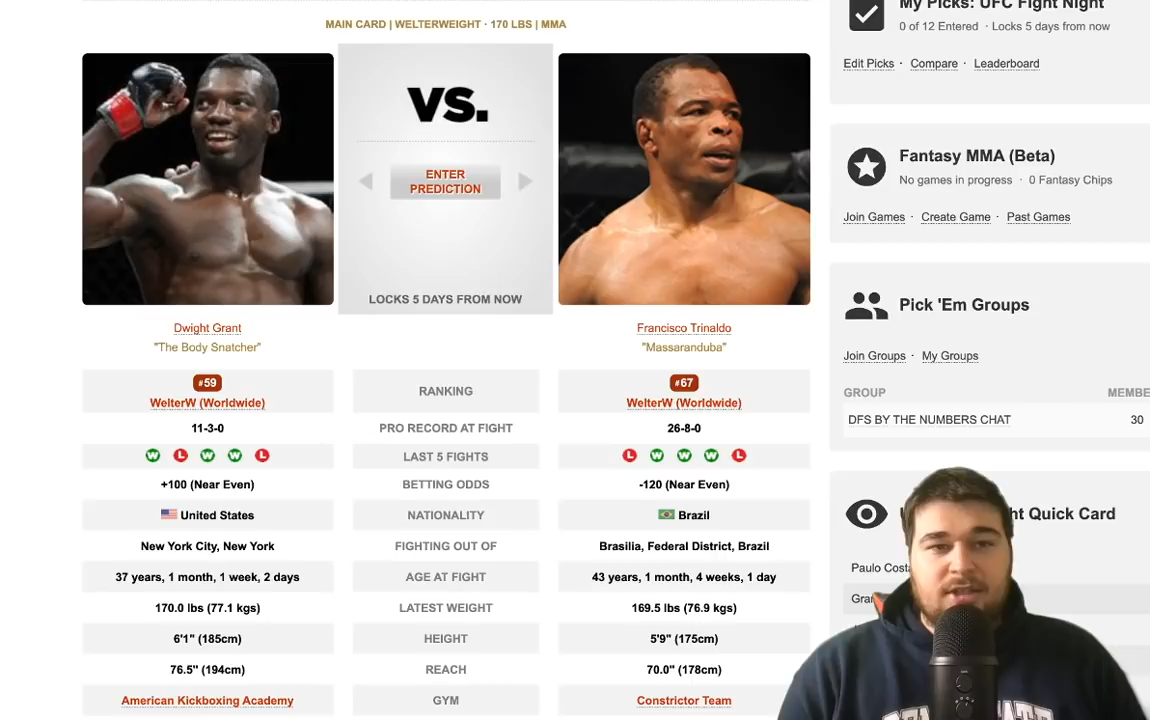 MAIN CARD | WELTERWEIGHT · 170 LBS | MMA
VS.
ENTER
PREDICTION
LOCKS 5 DAYS FROM NOW
Dwight Grant
"The Body Snatcher"
Francisco Trinaldo
"Massaranduba"
#59
WelterW (Worldwide)
RANKING
#67
WelterW (Worldwide)
11-3-0 PRO RECORD AT FIGHT 26-8-0
W L W W L LAST 5 FIGHTS L W W W L
+100 (Near Even) BETTING ODDS -120 (Near Even)
United States NATIONALITY Brazil
New York City, New York FIGHTING OUT OF Brasilia, Federal District, Brazil
37 years, 1 month, 1 week, 2 days AGE AT FIGHT 43 years, 1 month, 4 weeks, 1 day
170.0 lbs (77.1 kgs) LATEST WEIGHT 169.5 lbs (76.9 kgs)
6'1" (185cm) HEIGHT 5'9" (175cm)
76.5" (194cm) REACH 70.0" (178cm)
American Kickboxing Academy GYM Constrictor Team
My Picks: UFC Fight Night
0 of 12 Entered · Locks 5 days from now
Edit Picks · Compare · Leaderboard
Fantasy MMA (Beta)
No games in progress · 0 Fantasy Chips
Join Games · Create Game · Past Games
Pick 'Em Groups
Join Groups · My Groups
GROUP MEMBE
DFS BY THE NUMBERS CHAT 30
ht Quick Card
Paulo Costa
Gra